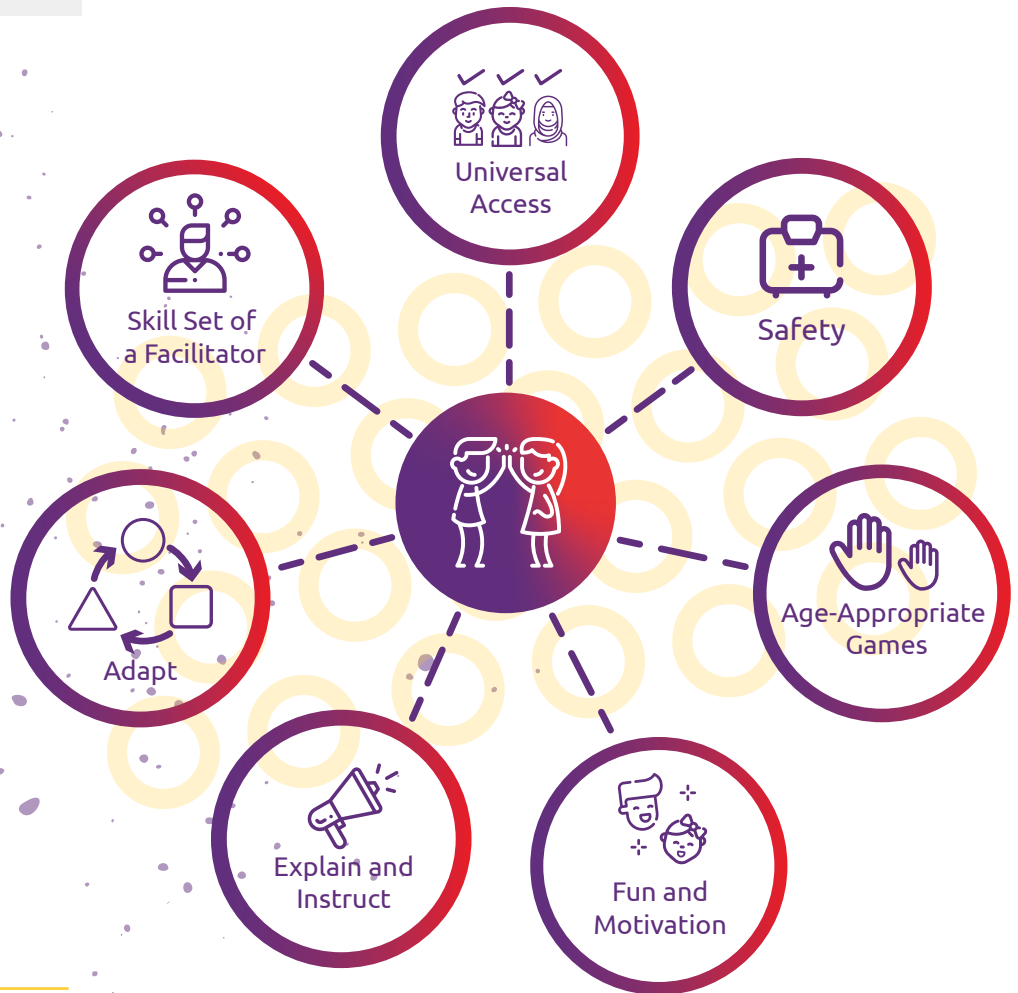 Universal
Access
Safety
Age-Appropriate
Games
Fun and
Motivation
Explain and
Instruct
Adapt
Skill Set of
a Facilitator